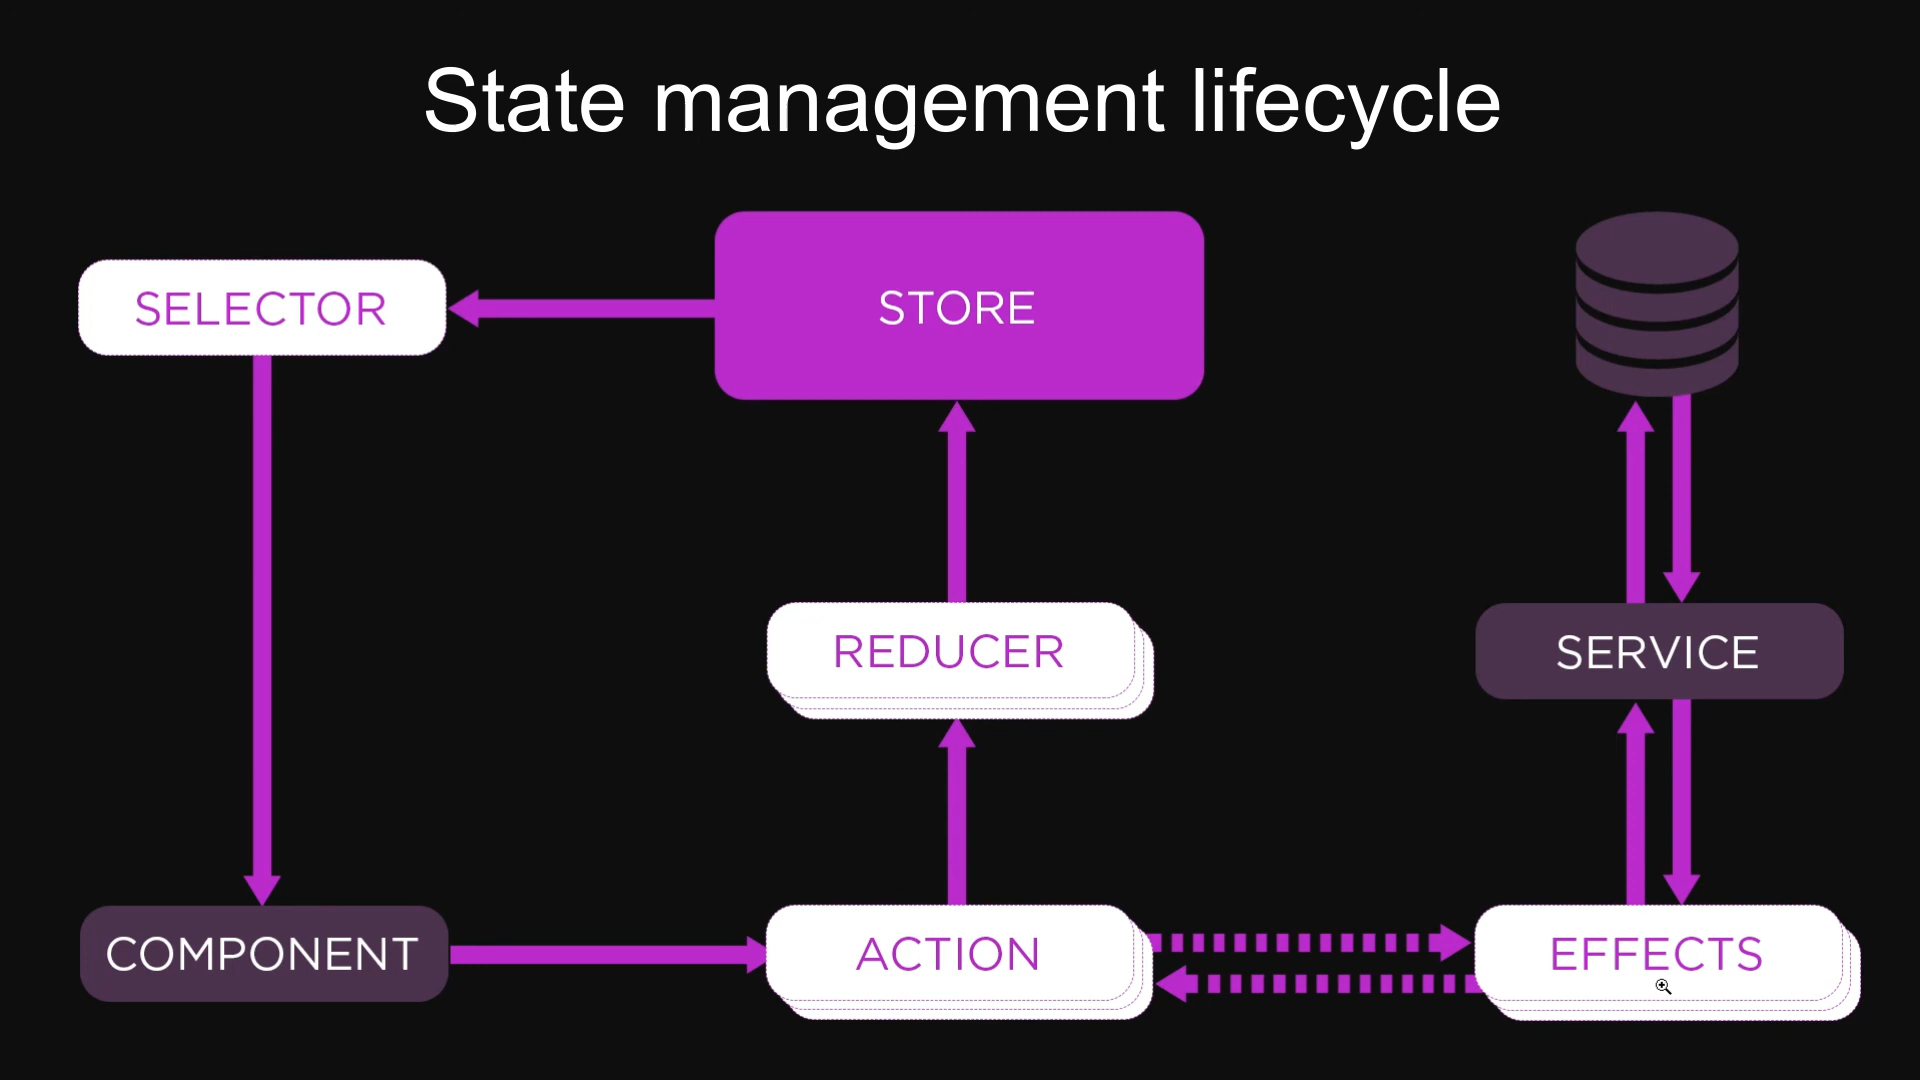 State management lifecycle
SELECTOR
STORE
REDUCER
SERVICE
COMPONENT
ACTION
EFFECTS